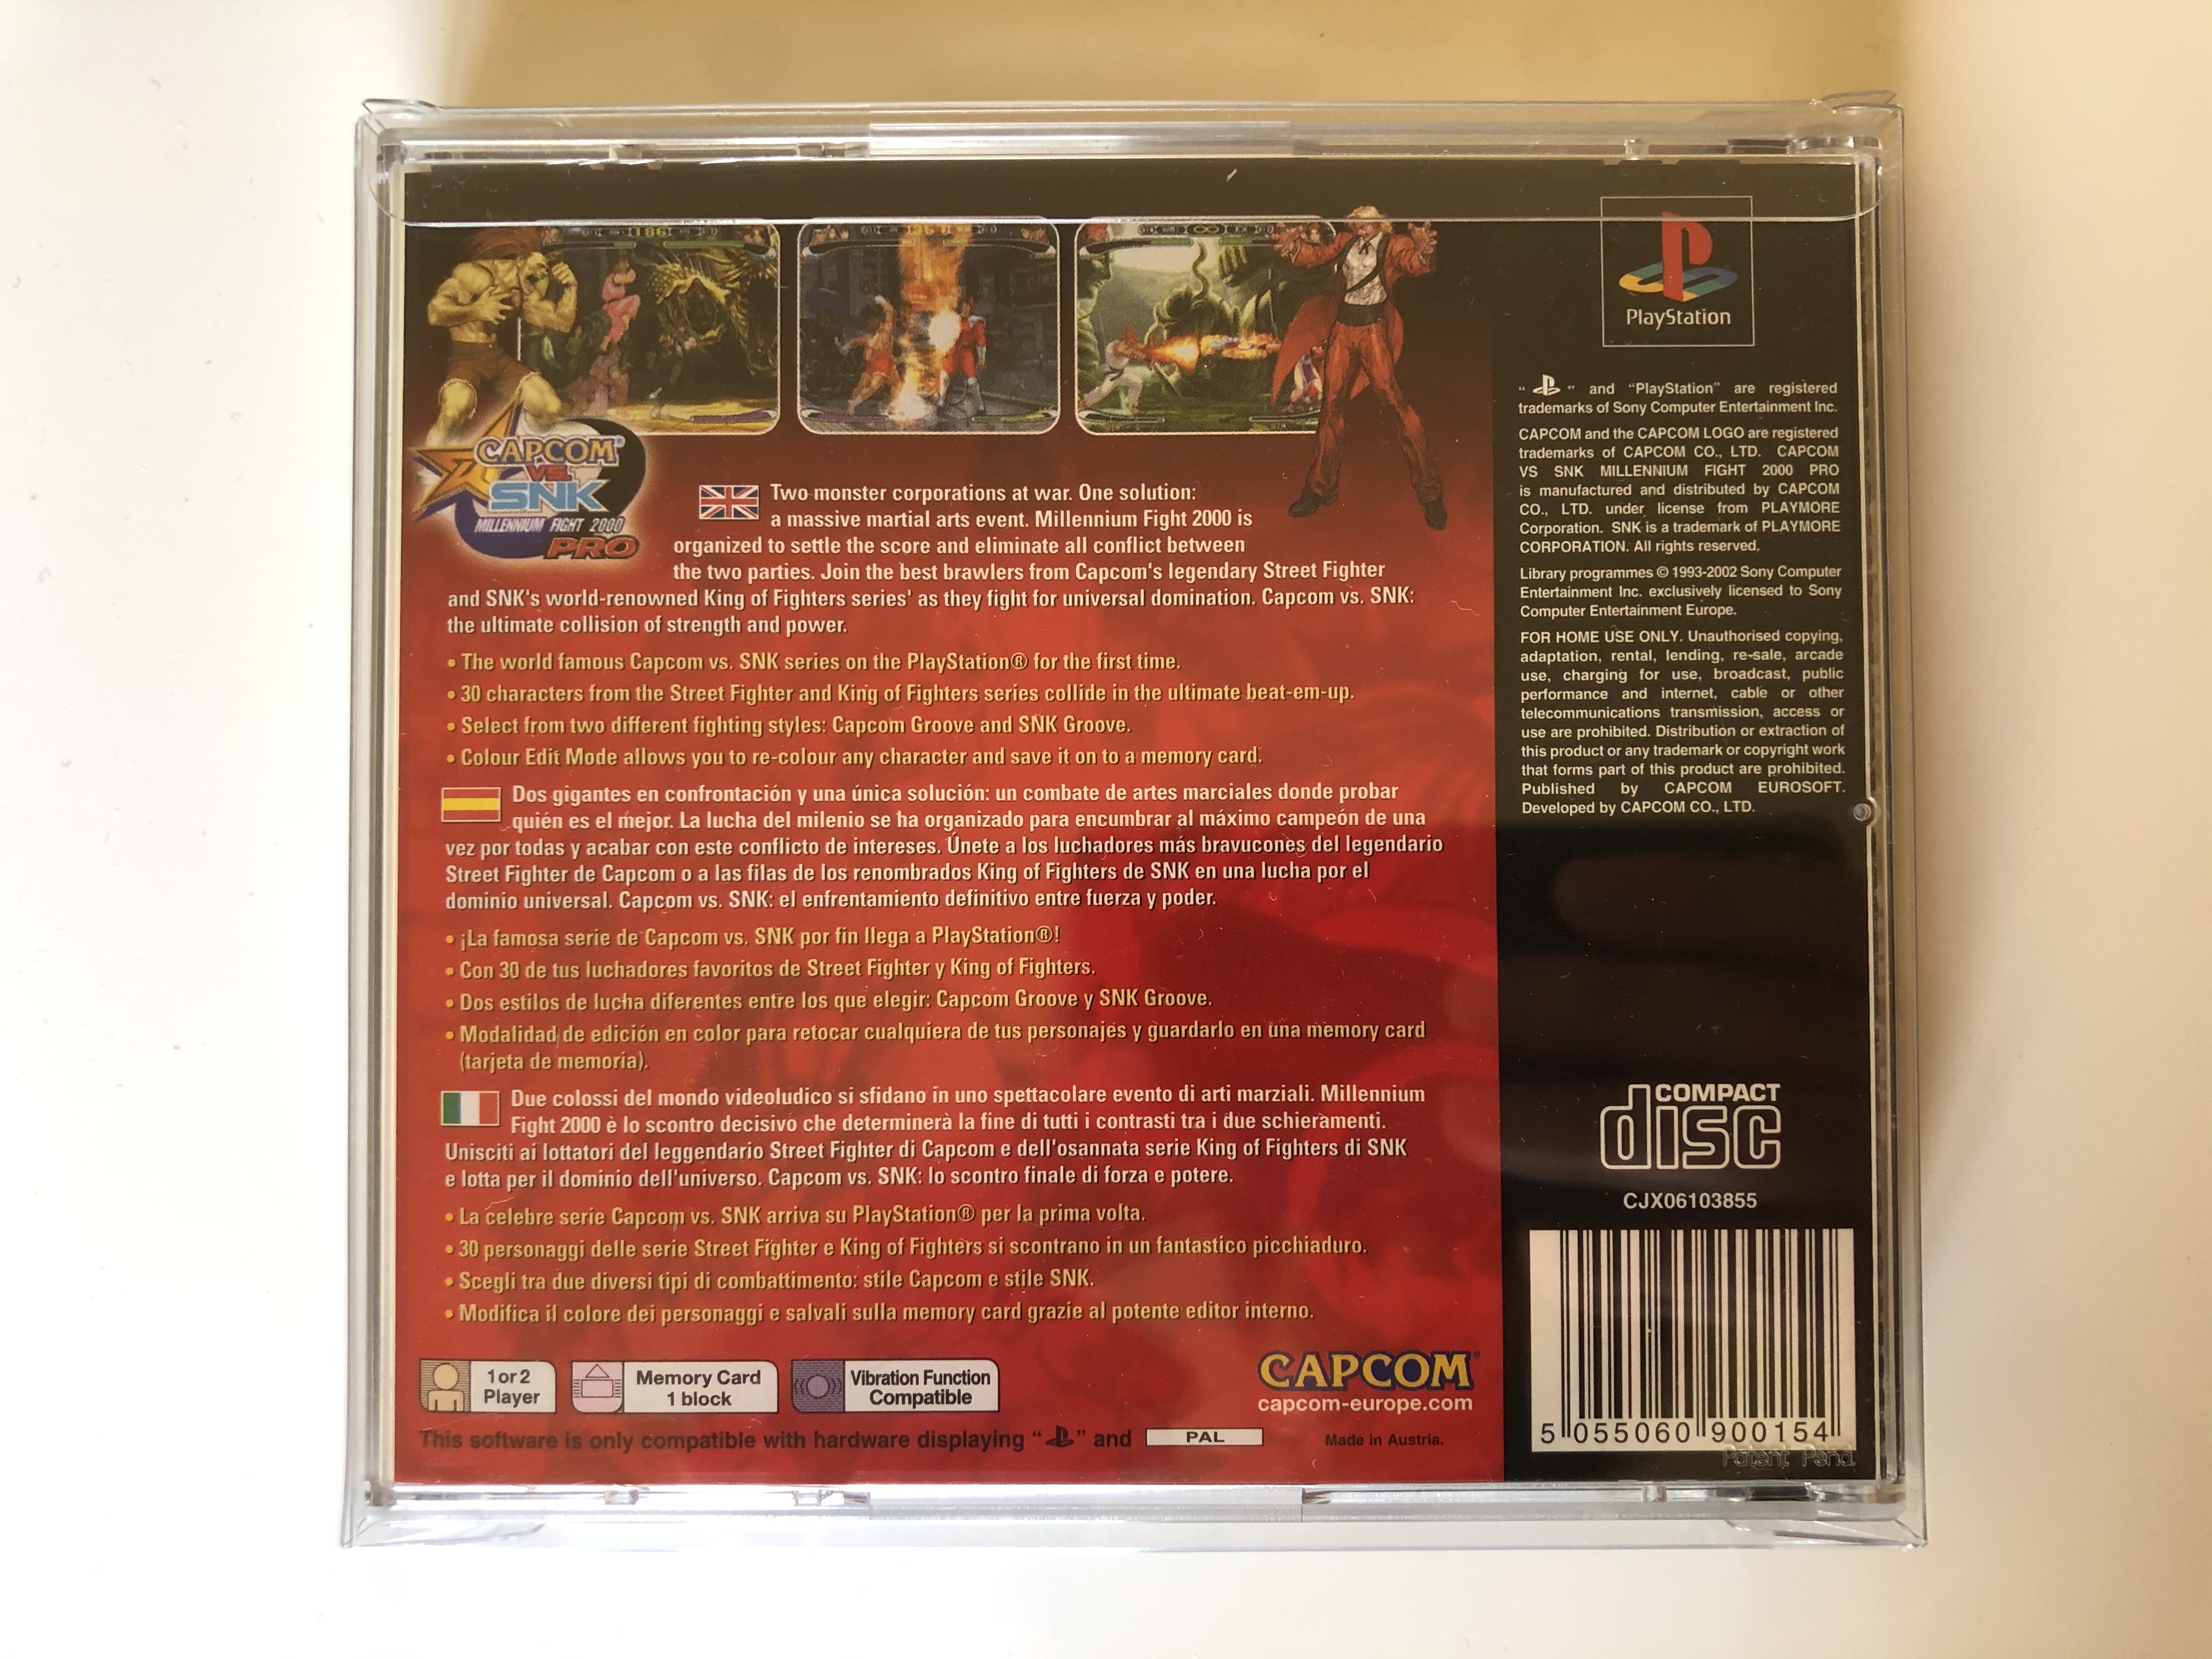 PlayStation
CAPCOM
VS.
SNK
MILLENNIUM FIGHT 2000
PRO
Two monster corporations at war. One solution:
a massive martial arts event. Millennium Fight 2000 is
organized to settle the score and eliminate all conflict between
the two parties. Join the best brawlers from Capcom's legendary Street Fighter
and SNK's world-renowned King of Fighters series' as they fight for universal domination. Capcom vs. SNK:
the ultimate collision of strength and power.
• The world famous Capcom vs. SNK series on the PlayStation® for the first time.
• 30 characters from the Street Fighter and King of Fighters series collide in the ultimate beat-em-up.
• Select from two different fighting styles: Capcom Groove and SNK Groove.
• Colour Edit Mode allows you to re-colour any character and save it on to a memory card.
Dos gigantes en confrontación y una única solución: un combate de artes marciales donde probar
quién es el mejor. La lucha del milenio se ha organizado para encumbrar al máximo campeón de una
vez por todas y acabar con este conflicto de intereses. Únete a los luchadores más bravucones del legendario
Street Fighter de Capcom o a las filas de los renombrados King of Fighters de SNK en una lucha por el
dominio universal. Capcom vs. SNK: el enfrentamiento definitivo entre fuerza y poder.
• ¡La famosa serie de Capcom vs. SNK por fin llega a PlayStation®!
• Con 30 de tus luchadores favoritos de Street Fighter y King of Fighters.
• Dos estilos de lucha diferentes entre los que elegir: Capcom Groove y SNK Groove.
• Modalidad de edición en color para retocar cualquiera de tus personajes y guardarlo en una memory card
(tarjeta de memoria).
Due colossi del mondo videoludico si sfidano in uno spettacolare evento di arti marziali. Millennium
Fight 2000 è lo scontro decisivo che determinerà la fine di tutti i contrasti tra i due schieramenti.
Unisciti ai lottatori del leggendario Street Fighter di Capcom e dell'osannata serie King of Fighters di SNK
e lotta per il dominio dell'universo. Capcom vs. SNK: lo scontro finale di forza e potere.
• La celebre serie Capcom vs. SNK arriva su PlayStation® per la prima volta.
• 30 personaggi delle serie Street Fighter e King of Fighters si scontrano in un fantastico picchiaduro.
• Scegli tra due diversi tipi di combattimento: stile Capcom e stile SNK.
• Modifica il colore dei personaggi e salvali sulla memory card grazie al potente editor interno.
1 or 2
Player
Memory Card
1 block
Vibration Function
Compatible
CAPCOM
capcom-europe.com
This software is only compatible with hardware displaying “ ” and PAL
Made in Austria.
“ ” and “PlayStation” are registered
trademarks of Sony Computer Entertainment Inc.
CAPCOM and the CAPCOM LOGO are registered
trademarks of CAPCOM CO., LTD. CAPCOM
VS SNK MILLENNIUM FIGHT 2000 PRO
is manufactured and distributed by CAPCOM
CO., LTD. under license from PLAYMORE
Corporation. SNK is a trademark of PLAYMORE
CORPORATION. All rights reserved.
Library programmes © 1993-2002 Sony Computer
Entertainment Inc. exclusively licensed to Sony
Computer Entertainment Europe.
FOR HOME USE ONLY. Unauthorised copying,
adaptation, rental, lending, re-sale, arcade
use, charging for use, broadcast, public
performance and internet, cable or other
telecommunications transmission, access or
use are prohibited. Distribution or extraction of
this product or any trademark or copyright work
that forms part of this product are prohibited.
Published by CAPCOM EUROSOFT.
Developed by CAPCOM CO., LTD.
COMPACT
disc
CJX06103855
5 055060 900154
Patent Pend.